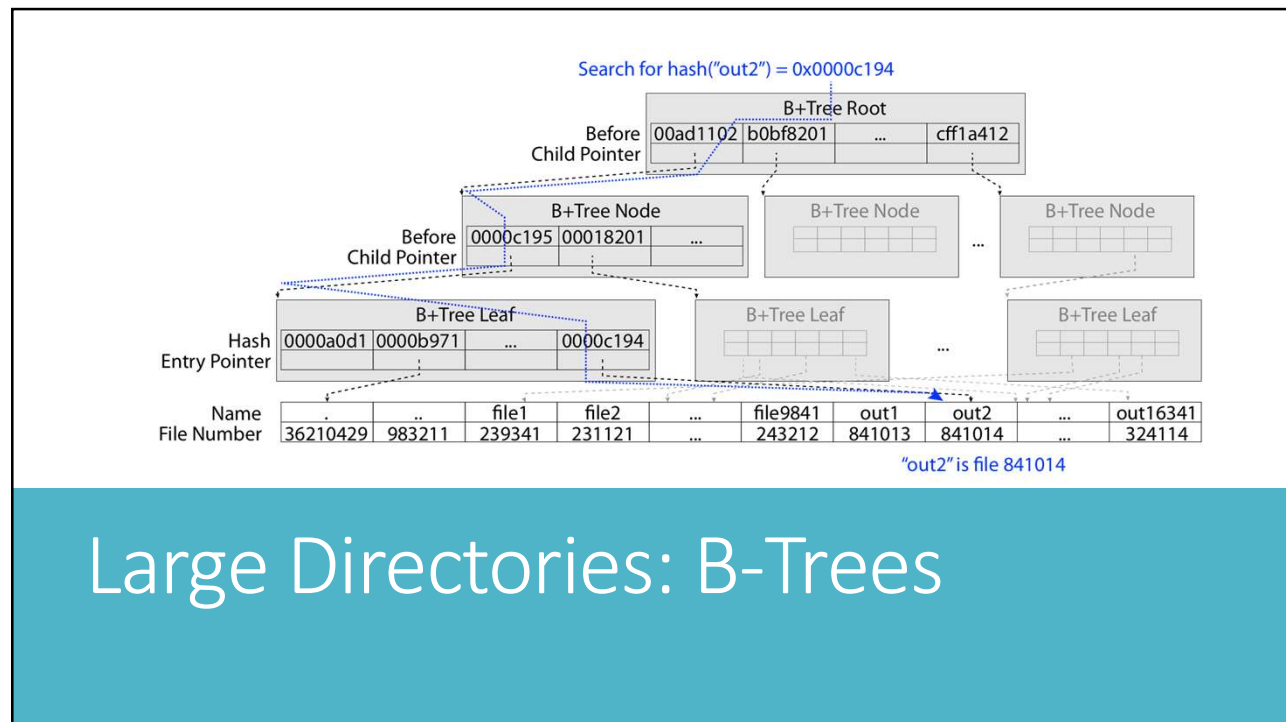 Search for hash("out2") = 0x0000c194
B+Tree Root
Before 00ad1102 b0bf8201 ... cff1a412
Child Pointer
B+Tree Node B+Tree Node ... B+Tree Node
Before 0000c195 00018201 ...
Child Pointer
B+Tree Leaf B+Tree Leaf ... B+Tree Leaf
Hash 0000a0d1 0000b971 ... 0000c194
Entry Pointer
Name . .. file1 file2 ... file9841 out1 out2 ... out16341
File Number 36210429 983211 239341 231121 ... 243212 841013 841014 ... 324114
"out2" is file 841014
Large Directories: B-Trees